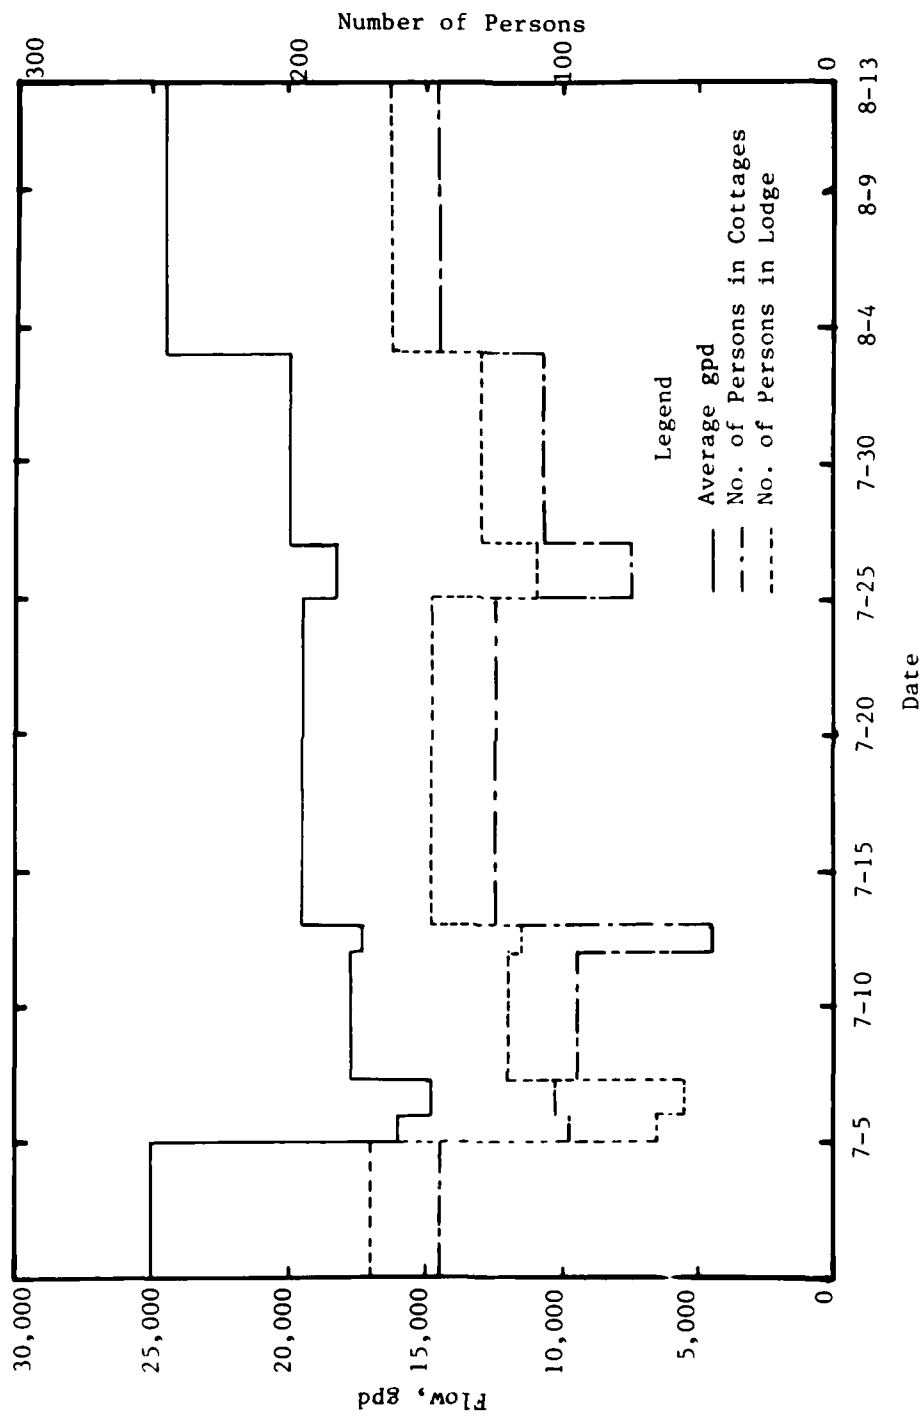 Number of Persons
300
200
100
0
30,000
25,000
20,000
15,000
10,000
5,000
0
Flow, gpd
7-5
7-10
7-15
7-20
7-25
7-30
8-4
8-9
8-13
Date
Legend
Average gpd
No. of Persons in Cottages
No. of Persons in Lodge